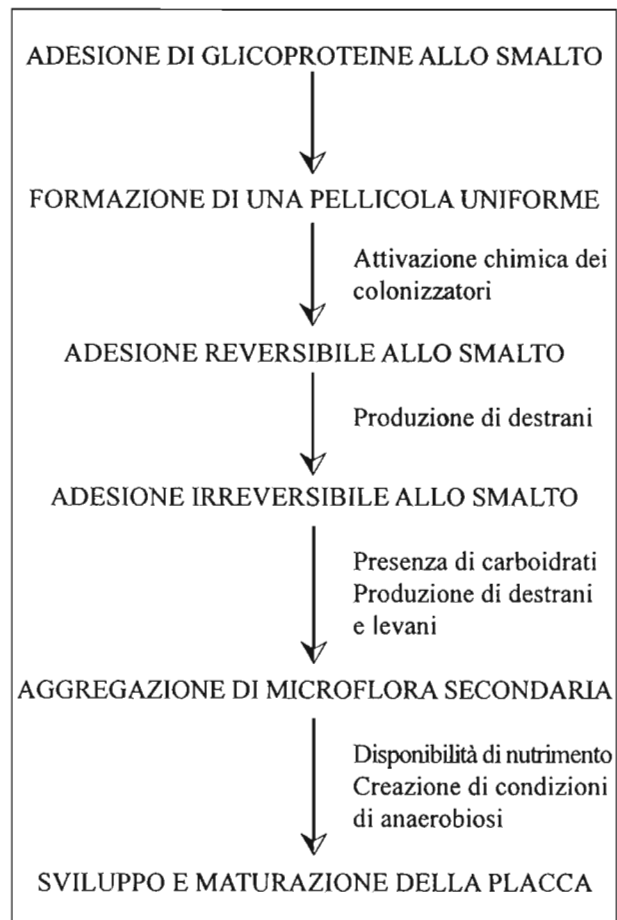 ADESIONE DI GLICOPROTEINE ALLO SMALTO
FORMAZIONE DI UNA PELLICOLA UNIFORME
Attivazione chimica dei
colonizzatori
ADESIONE REVERSIBILE ALLO SMALTO
Produzione di destrani
ADESIONE IRREVERSIBILE ALLO SMALTO
Presenza di carboidrati
Produzione di destrani
e levani
AGGREGAZIONE DI MICROFLORA SECONDARIA
Disponibilità di nutrimento
Creazione di condizioni
di anaerobiosi
SVILUPPO E MATURAZIONE DELLA PLACCA